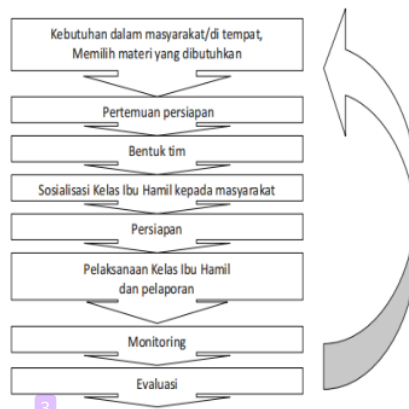 Kebutuhan dalam masyarakat/di tempat,
Memilih materi yang dibutuhkan
Pertemuan persiapan
Bentuk tim
Sosialisasi Kelas Ibu Hamil kepada masyarakat
Persiapan
Pelaksanaan Kelas Ibu Hamil
dan pelaporan
Monitoring
Evaluasi
3